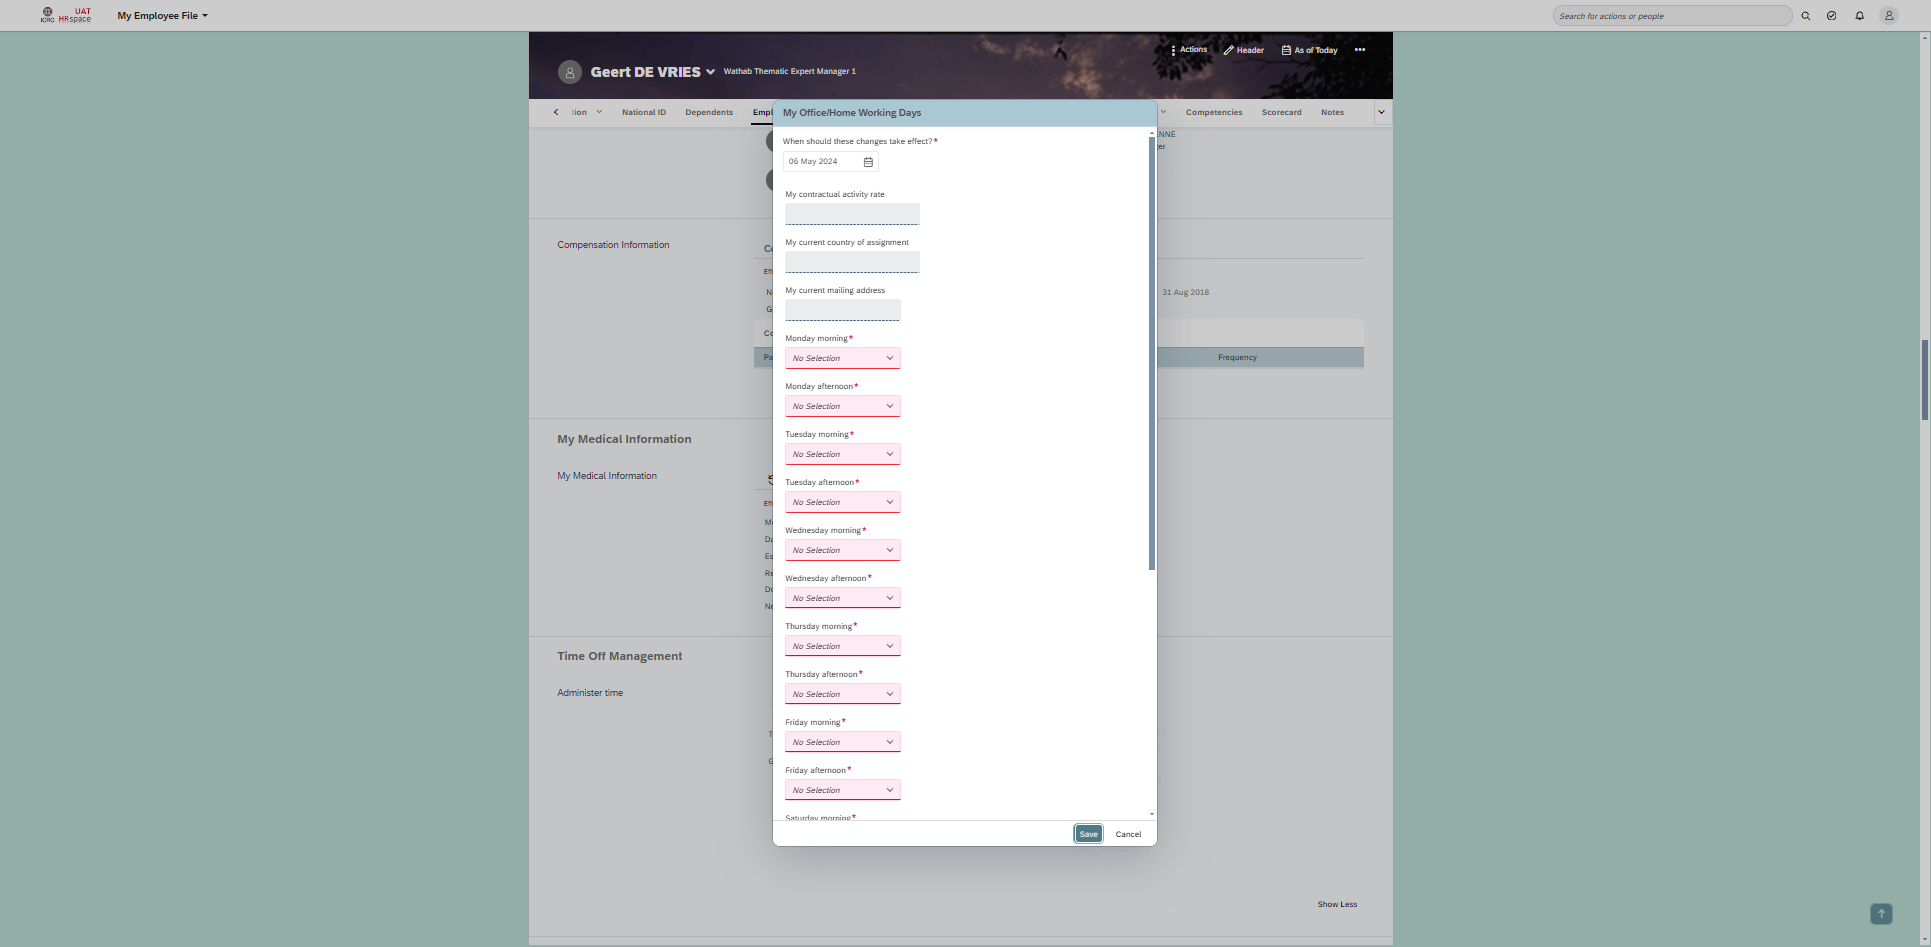 ICRC
UAT
HRspace
My Employee File
Search for actions or people
Actions
Header
As of Today
Geert DE VRIES
Wathab Thematic Expert Manager 1
National ID
Dependents
Empl
Competencies
Scorecard
Notes
My Office/Home Working Days
When should these changes take effect?*
06 May 2024
My contractual activity rate
My current country of assignment
My current mailing address
Monday morning*
No Selection
Monday afternoon*
No Selection
Tuesday morning*
No Selection
Tuesday afternoon*
No Selection
Wednesday morning*
No Selection
Wednesday afternoon*
No Selection
Thursday morning*
No Selection
Thursday afternoon*
No Selection
Friday morning*
No Selection
Friday afternoon*
No Selection
Saturday morning*
Save
Cancel
ENNE
Compensation Information
31 Aug 2018
Frequency
My Medical Information
My Medical Information
Time Off Management
Administer time
Show Less